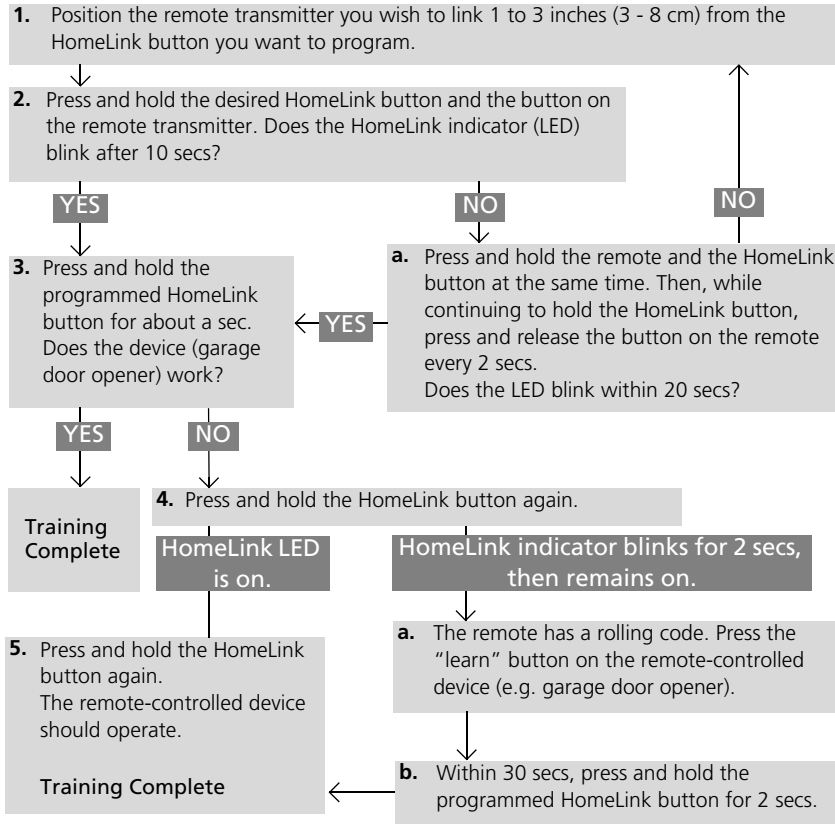 1. Position the remote transmitter you wish to link 1 to 3 inches (3 - 8 cm) from the
HomeLink button you want to program.
2. Press and hold the desired HomeLink button and the button on
the remote transmitter. Does the HomeLink indicator (LED)
blink after 10 secs?
YES
NO
NO
a. Press and hold the remote and the HomeLink
button at the same time. Then, while
continuing to hold the HomeLink button,
press and release the button on the remote
every 2 secs.
Does the LED blink within 20 secs?
YES
3. Press and hold the
programmed HomeLink
button for about a sec.
Does the device (garage
door opener) work?
YES
NO
Training
Complete
4. Press and hold the HomeLink button again.
HomeLink LED
is on.
HomeLink indicator blinks for 2 secs,
then remains on.
a. The remote has a rolling code. Press the
“learn” button on the remote-controlled
device (e.g. garage door opener).
b. Within 30 secs, press and hold the
programmed HomeLink button for 2 secs.
5. Press and hold the HomeLink
button again.
The remote-controlled device
should operate.
Training Complete